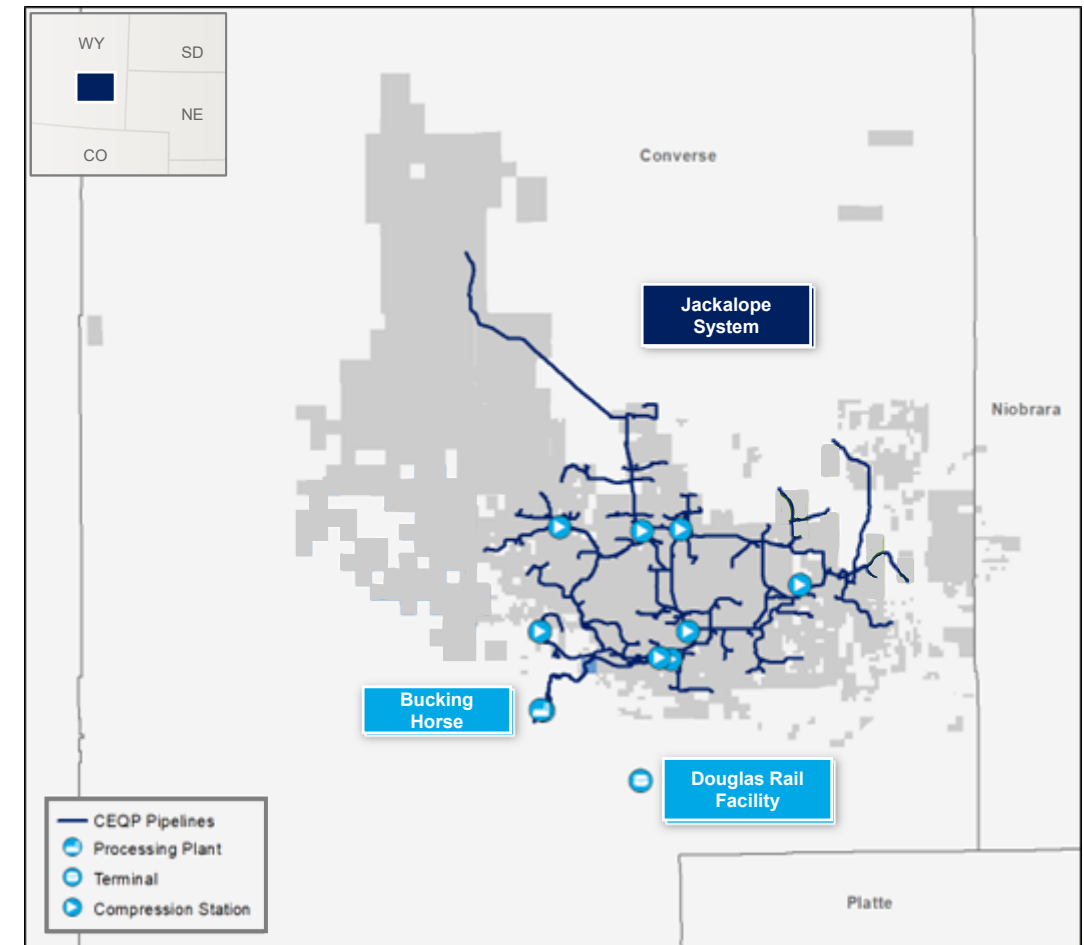 WY
SD
NE
CO
Converse
Jackalope
System
Niobrara
Bucking
Horse
Douglas Rail
Facility
CEQP Pipelines
Processing Plant
Terminal
Compression Station
Platte